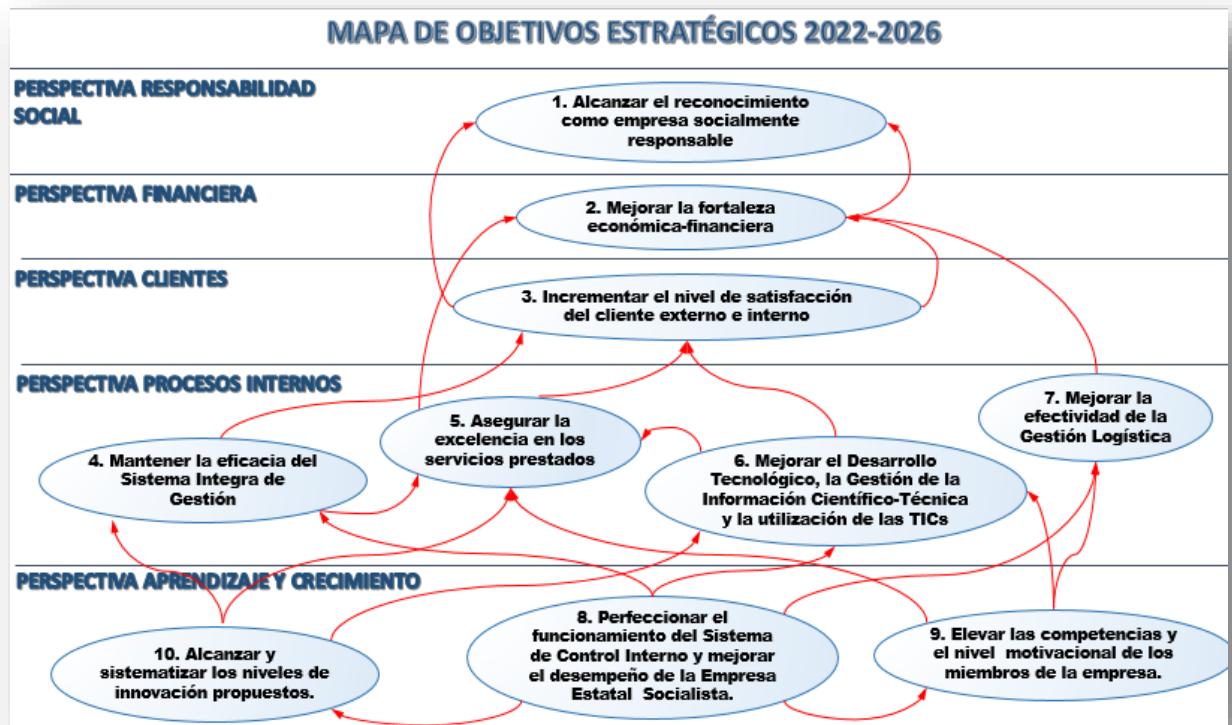 MAPA DE OBJETIVOS ESTRATÉGICOS 2022-2026
PERSPECTIVA RESPONSABILIDAD
SOCIAL
1. Alcanzar el reconocimiento
como empresa socialmente
responsable
PERSPECTIVA FINANCIERA
2. Mejorar la fortaleza
económica-financiera
PERSPECTIVA CLIENTES
3. Incrementar el nivel de satisfacción
del cliente externo e interno
PERSPECTIVA PROCESOS INTERNOS
4. Mantener la eficacia del
Sistema Integra de
Gestión
5. Asegurar la
excelencia en los
servicios prestados
6. Mejorar el Desarrollo
Tecnológico, la Gestión de la
Información Científico-Técnica
y la utilización de las TICs
7. Mejorar la
efectividad de la
Gestión Logística
PERSPECTIVA APRENDIZAJE Y CRECIMIENTO
10. Alcanzar y
sistematizar los niveles de
innovación propuestos.
8. Perfeccionar el
funcionamiento del Sistema
de Control Interno y mejorar
el desempeño de la Empresa
Estatal Socialista.
9. Elevar las competencias y
el nivel motivacional de los
miembros de la empresa.